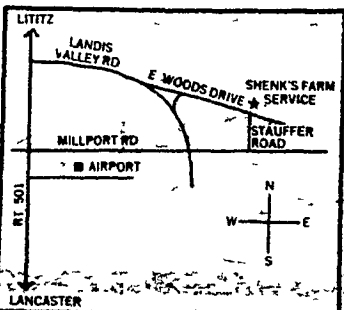 LITITZ
LANDIS
VALLEY RD
E WOODS DRIVE
SHENK'S FARM
SERVICE
STAUFFER
ROAD
MILLPORT RD
AIRPORT
RT 501
N
W E
S
LANCASTER